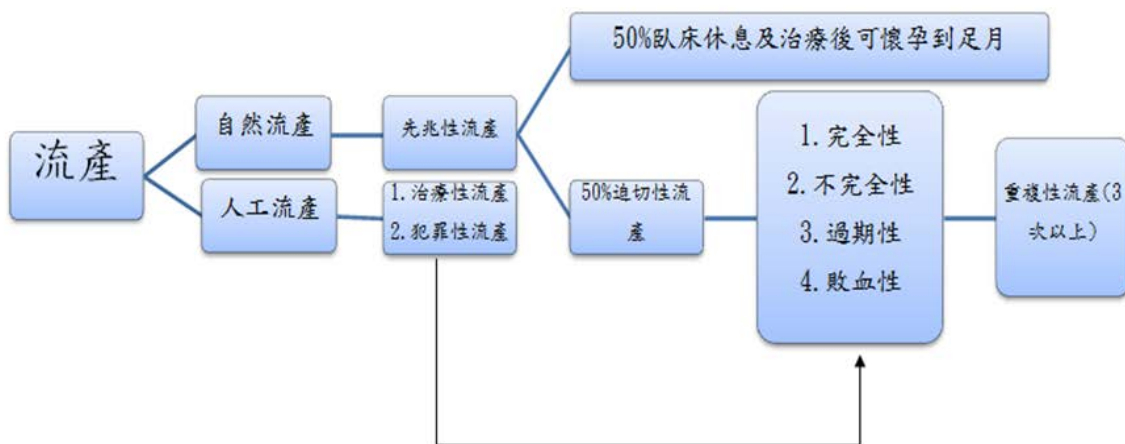 流產
自然流產
人工流產
先兆性流產
1.治療性流產
2.犯罪性流產
50%臥床休息及治療後可懷孕到足月
50%迫切性流
產
1.完全性
2.不完全性
3.過期性
4.敗血性
重複性流產(3
次以上)